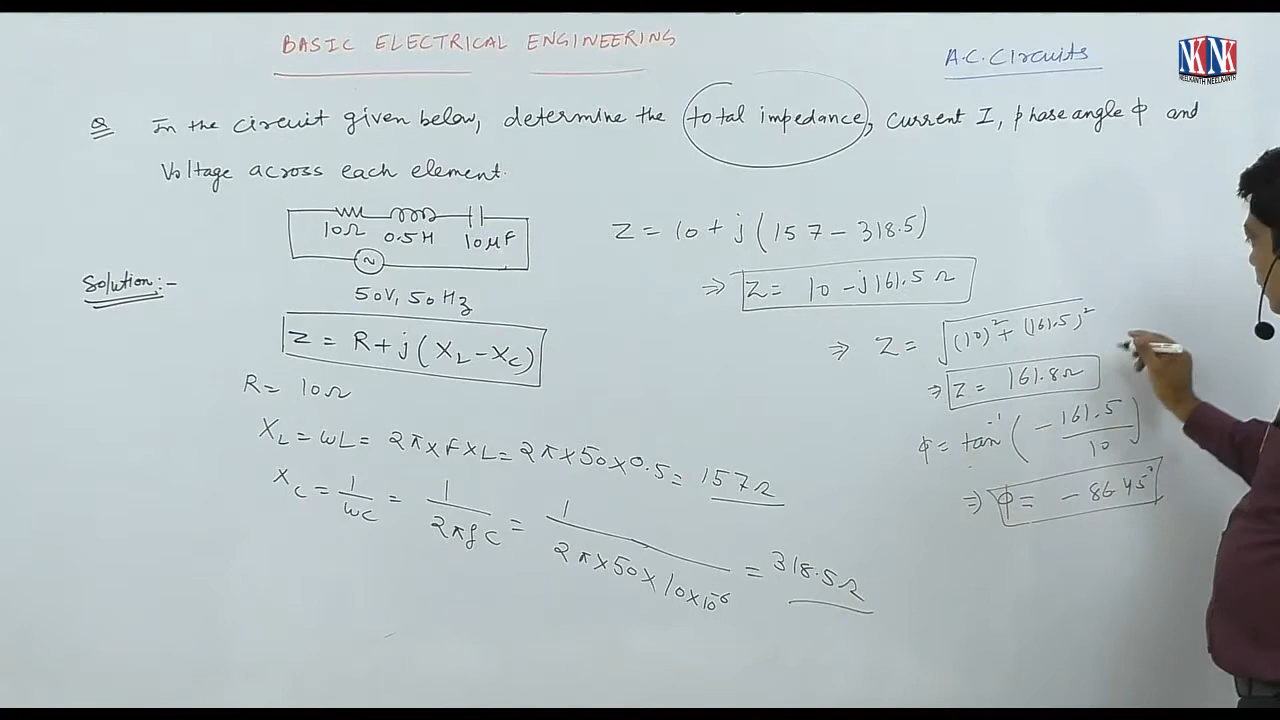 BASIC ELECTRICAL ENGINEERING
A.C. Circuits
NKNK
NEELKANTH NEELKANTH
Q In the circuit given below, determine the total impedance, current I, phase angle φ and
Voltage across each element.
10Ω 0.5H 10μF
~
50V, 50Hz
Solution:-
Z = R + j(XL - XC)
R = 10Ω
XL = ωL = 2π×f×L = 2π×50×0.5 = 157Ω
XC = 1/ωC = 1/2πfC = 1/2π×50×10×10⁻⁶ = 318.5Ω
Z = 10 + j(157 - 318.5)
⇒ Z = 10 - j161.5 Ω
⇒ Z = √(10)² + (161.5)²
⇒ Z = 161.8Ω
φ = tan⁻¹(-161.5/10)
⇒ φ = -86.45°